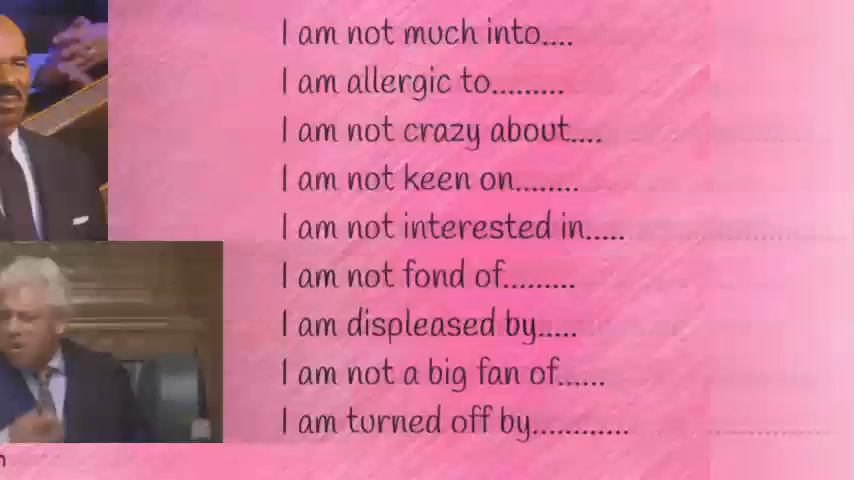 I am not much into....
I am allergic to.........
I am not crazy about....
I am not keen on........
I am not interested in.....
I am not fond of.........
I am displeased by.....
I am not a big fan of......
I am turned off by............